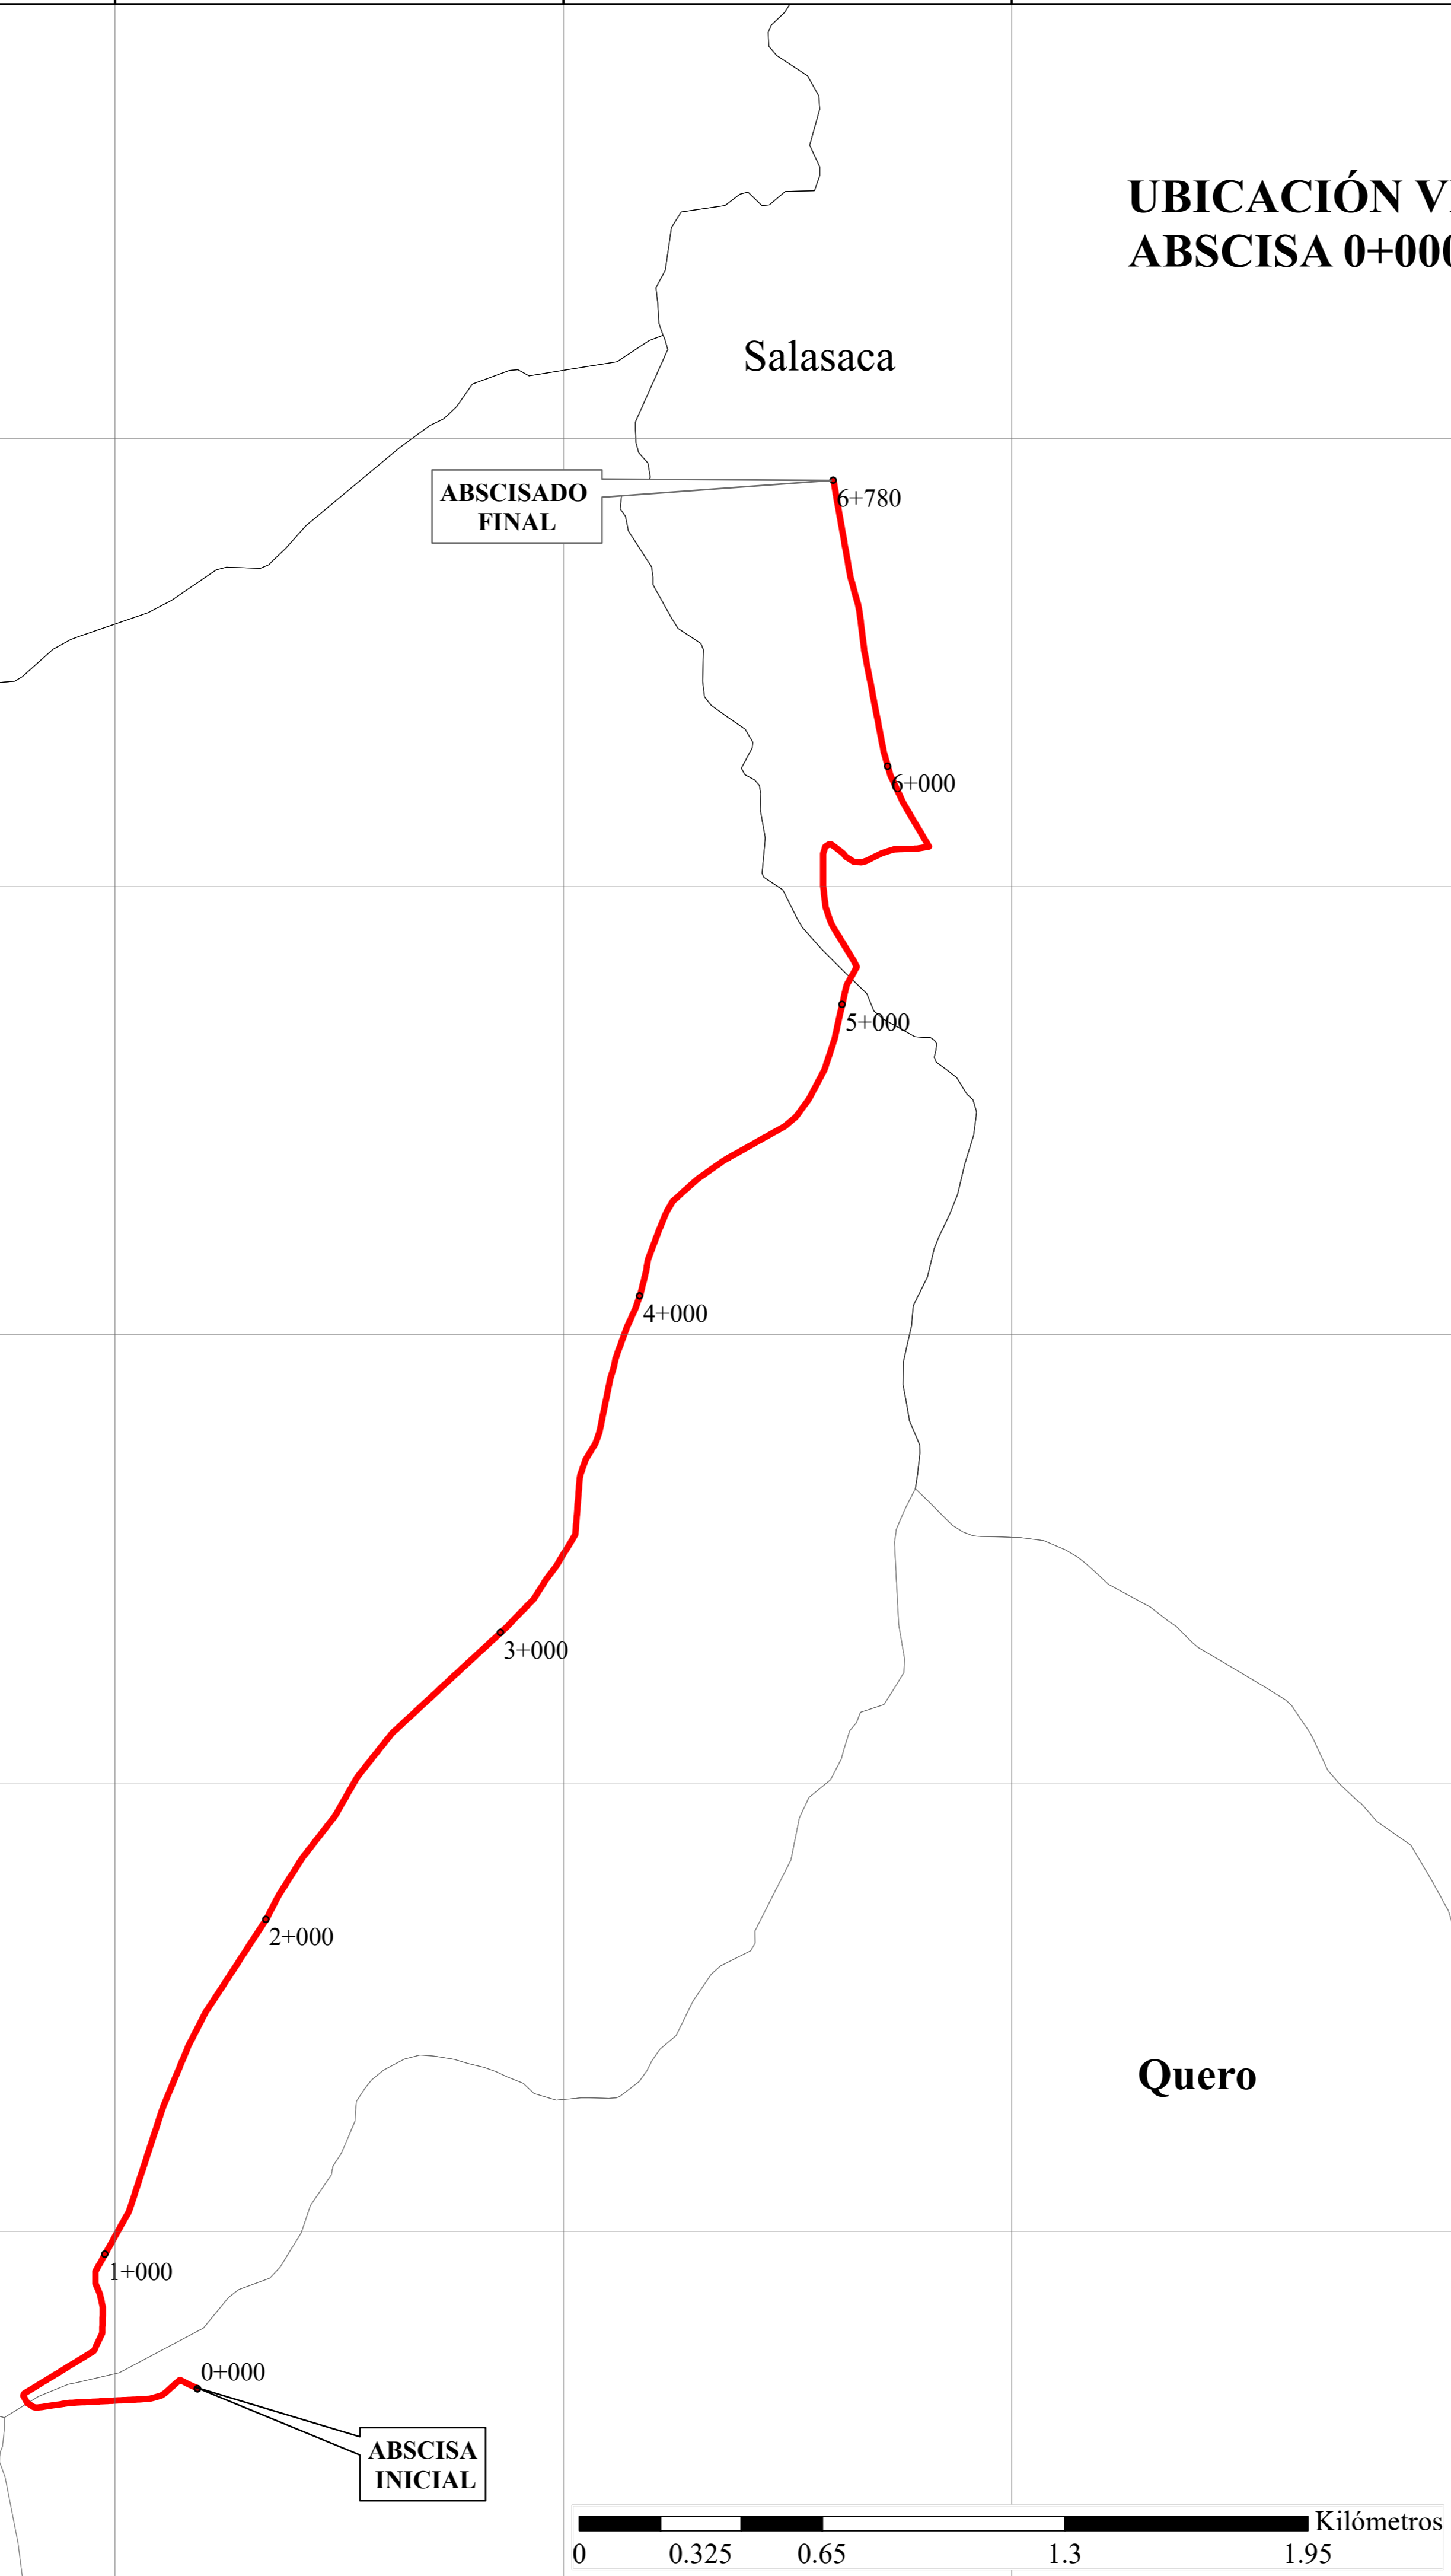 UBICACIÓN
ABSCISA 0+000
Salasaca
ABSCISADO
FINAL
6+780
6+000
5+000
4+000
3+000
2+000
Quero
1+000
0+000
ABSCISA
INICIAL
Kilómetros
0 0.325 0.65 1.3 1.95